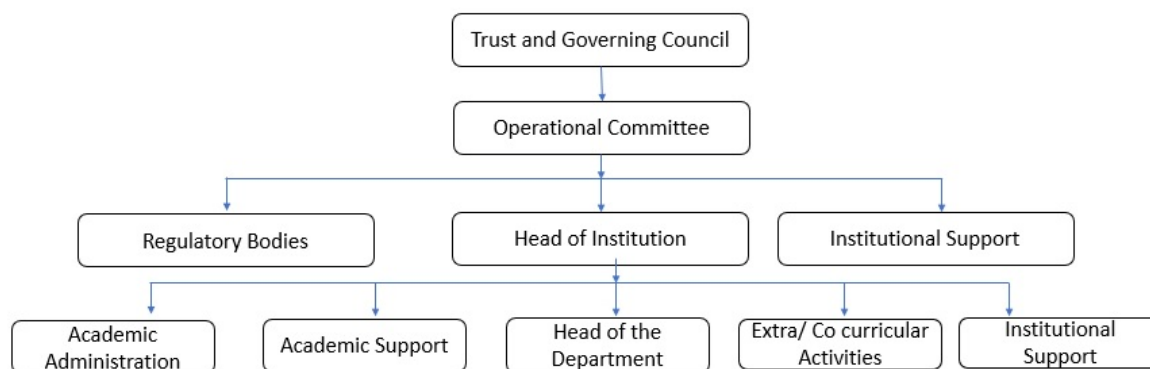 Trust and Governing Council
Operational Committee
Regulatory Bodies
Head of Institution
Institutional Support
Academic
Administration
Academic Support
Head of the
Department
Extra/ Co curricular
Activities
Institutional
Support